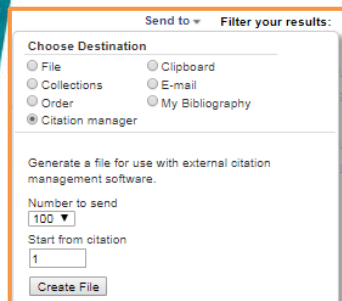 Send to Filter your results:
Choose Destination
File Clipboard
Collections E-mail
Order My Bibliography
Citation manager
Generate a file for use with external citation
management software.
Number to send
100
Start from citation
1
Create File